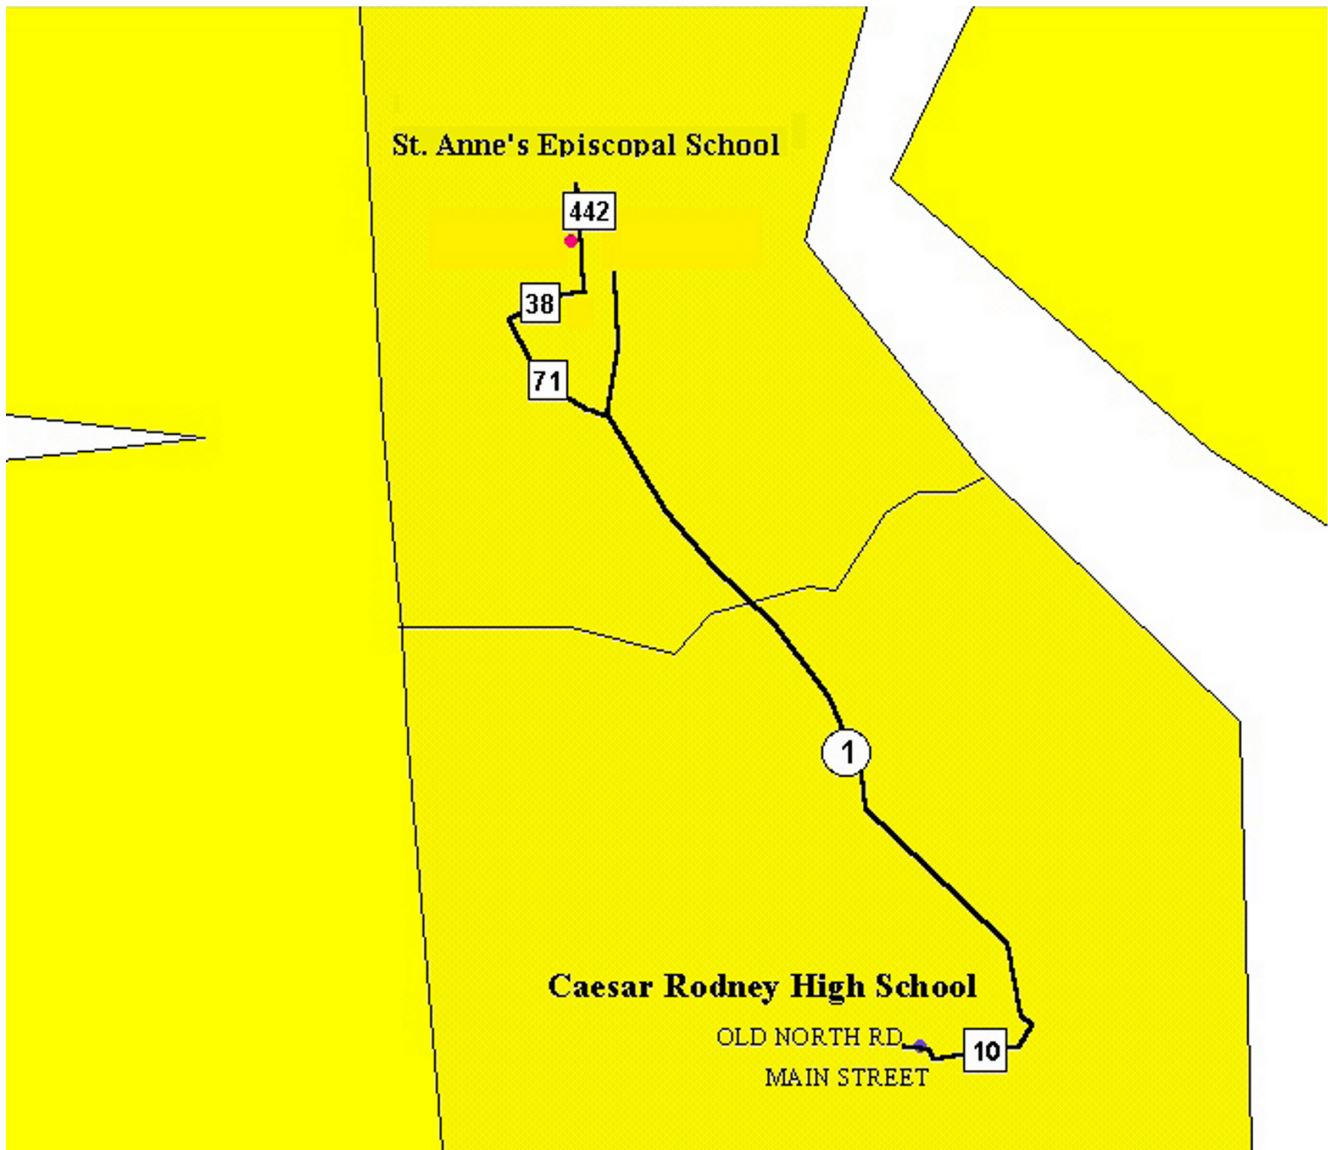 St. Anne's Episcopal School
442
38
71
1
Caesar Rodney High School
OLD NORTH RD
10
MAIN STREET